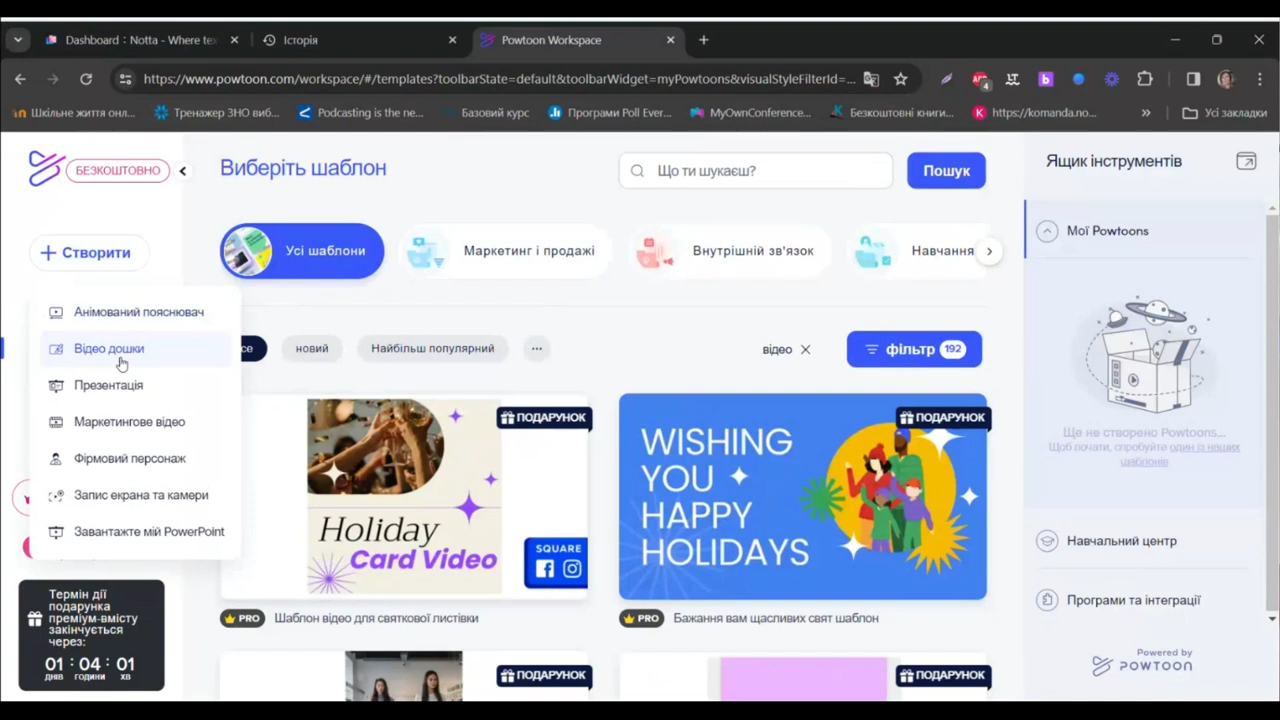 Dashboard : Notta - Where te
Історія
Powtoon Workspace
https://www.powtoon.com/workspace/#/templates?toolbarState=default&toolbarWidget=myPowtoons&visualStyleFilterId=...
4
Шкільне життя онл...
Тренажер ЗНО виб...
Podcasting is the ne...
Базовий курс
Програми Poll Ever...
MyOwnConference...
Безкоштовні книги...
https://komanda.no...
»
Усі закладки
БЕЗКОШТОВНО
Виберіть шаблон
Що ти шукаєш?
Пошук
Ящик інструментів
+ Створити
Усі шаблони
Маркетинг і продажі
Внутрішній зв'язок
Навчання
Мої Powtoons
Анімований пояснювач
Відео дошки
Презентація
Маркетингове відео
Фірмовий персонаж
Запис екрана та камери
Завантажте мій PowerPoint
се
новий
Найбільш популярний
...
відео
фільтр 192
ПОДАРУНОК
Holiday
Card Video
SQUARE
PRO
Шаблон відео для святкової листівки
ПОДАРУНОК
WISHING
YOU
HAPPY
HOLIDAYS
PRO
Бажання вам щасливих свят шаблон
ПОДАРУНОК
ПОДАРУНОК
Ще не створено Powtoons...
Щоб почати, спробуйте один із наших
шаблонів
Навчальний центр
Програми та інтеграції
Powered by
POWTOON
Термін дії
подарунка
преміум-вмісту
закінчується
через:
01 : 04 : 01
ДНІВ ГОДИНИ ХВ